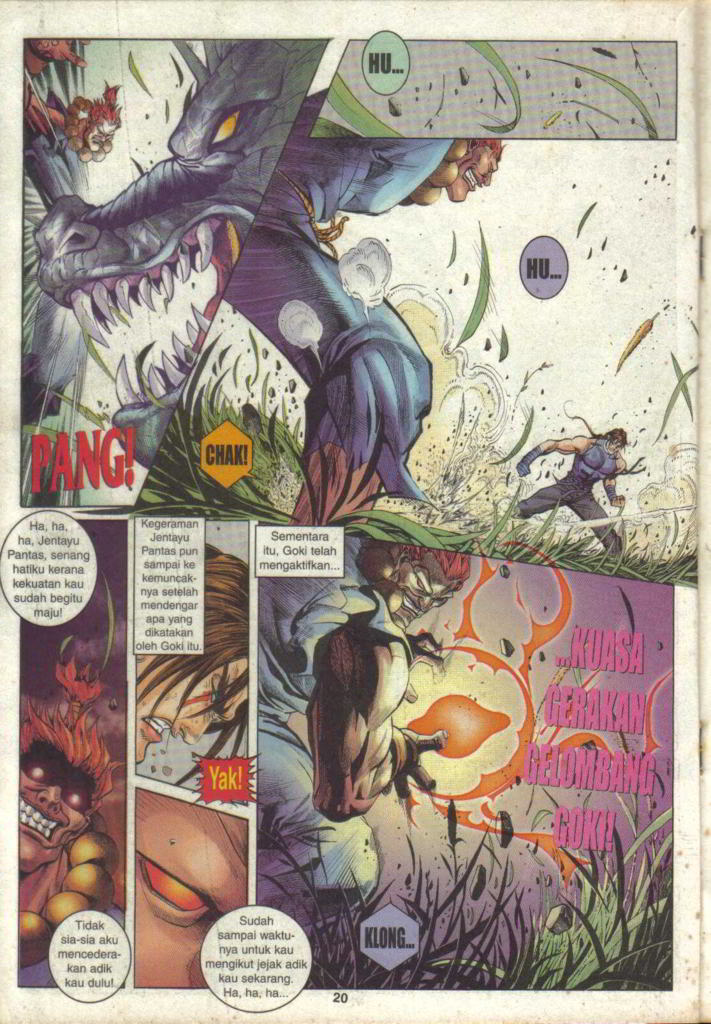 HU...
HU...
PANG!
CHAK!
Ha, ha,
ha, Jentayu
Pantas, senang
hatiku kerana
kekuatan kau
sudah begitu
maju!
Kegeraman
Jentayu
Pantas pun
sampai ke
kemuncak-
nya setelah
mendengar
apa yang
dikatakan
oleh Goki itu.
Sementara
itu, Goki telah
mengaktifkan...
...KUASA
GERAKAN
GELOMBANG
GOKI!
Yak!
Tidak
sia-sia aku
mencedera-
kan adik
kau dulu!
Sudah
sampai waktu-
nya untuk kau
mengikut jejak adik
kau sekarang.
Ha, ha, ha...
KLONG...
20